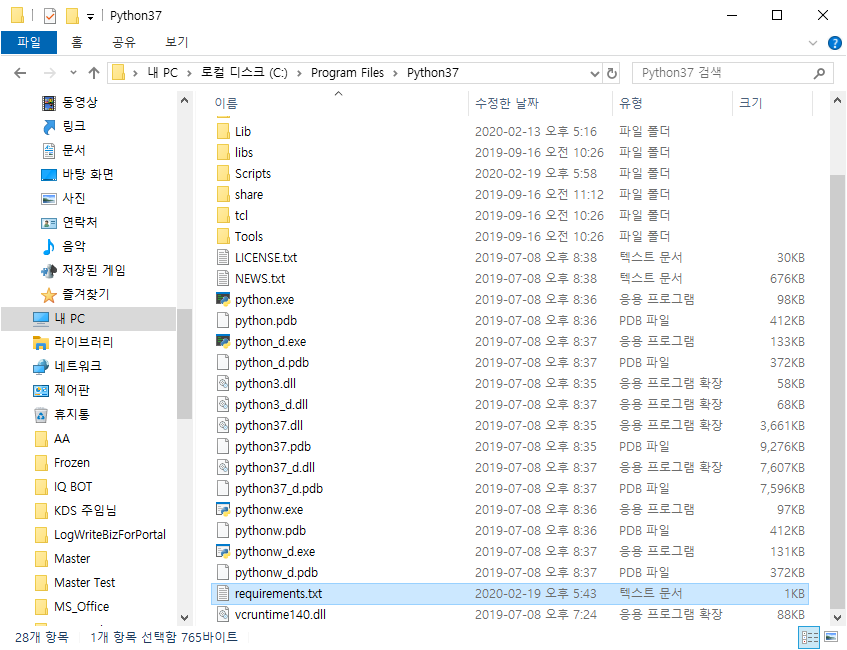 Python37
파일 홈 공유 보기
내 PC 로컬 디스크 (C:) Program Files Python37 Python37 검색
동영상
링크
문서
바탕 화면
사진
연락처
음악
저장된 게임
즐겨찾기
내 PC
라이브러리
네트워크
제어판
휴지통
AA
Frozen
IQ BOT
KDS 주임님
LogWriteBizForPortal
Master
Master Test
MS_Office
이름 수정한 날짜 유형 크기
Lib 2020-02-13 오후 5:16 파일 폴더
libs 2019-09-16 오전 10:26 파일 폴더
Scripts 2020-02-19 오후 5:58 파일 폴더
share 2019-09-16 오전 11:12 파일 폴더
tcl 2019-09-16 오전 10:26 파일 폴더
Tools 2019-09-16 오전 10:26 파일 폴더
LICENSE.txt 2019-07-08 오후 8:38 텍스트 문서 30KB
NEWS.txt 2019-07-08 오후 8:38 텍스트 문서 676KB
python.exe 2019-07-08 오후 8:36 응용 프로그램 98KB
python.pdb 2019-07-08 오후 8:36 PDB 파일 412KB
python_d.exe 2019-07-08 오후 8:37 응용 프로그램 133KB
python_d.pdb 2019-07-08 오후 8:37 PDB 파일 372KB
python3.dll 2019-07-08 오후 8:35 응용 프로그램 확장 58KB
python3_d.dll 2019-07-08 오후 8:37 응용 프로그램 확장 68KB
python37.dll 2019-07-08 오후 8:35 응용 프로그램 확장 3,661KB
python37.pdb 2019-07-08 오후 8:35 PDB 파일 9,276KB
python37_d.dll 2019-07-08 오후 8:37 응용 프로그램 확장 7,607KB
python37_d.pdb 2019-07-08 오후 8:37 PDB 파일 7,596KB
pythonw.exe 2019-07-08 오후 8:36 응용 프로그램 97KB
pythonw.pdb 2019-07-08 오후 8:36 PDB 파일 412KB
pythonw_d.exe 2019-07-08 오후 8:37 응용 프로그램 131KB
pythonw_d.pdb 2019-07-08 오후 8:37 PDB 파일 372KB
requirements.txt 2020-02-19 오후 5:43 텍스트 문서 1KB
vcruntime140.dll 2019-07-08 오후 7:24 응용 프로그램 확장 88KB
28개 항목 1개 항목 선택함 765바이트